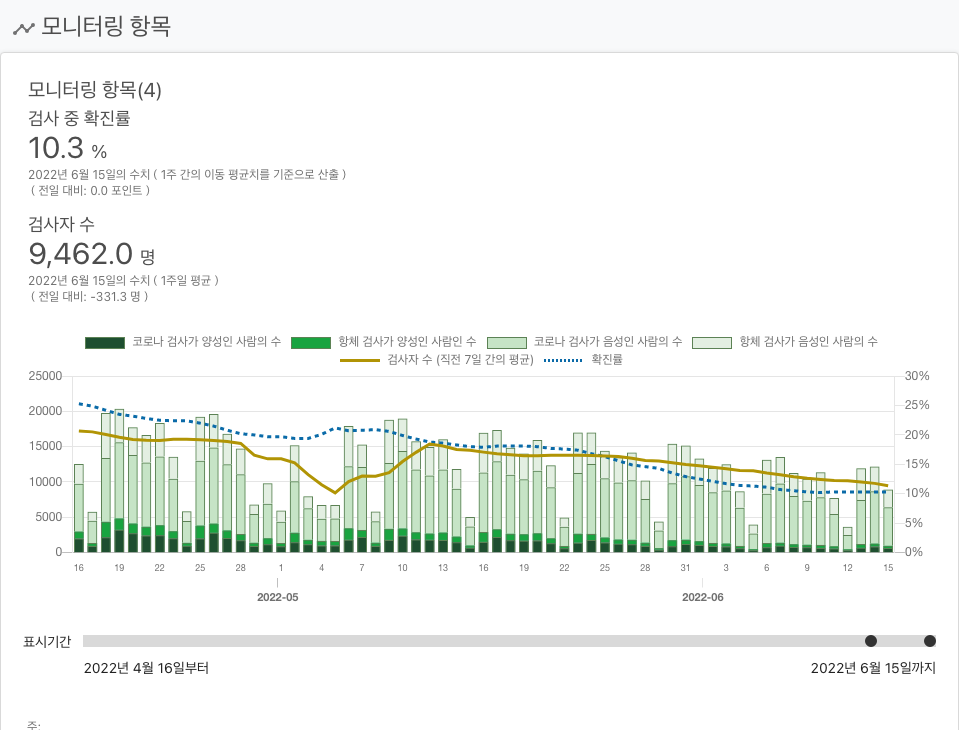 모니터링 항목
모니터링 항목(4)
검사 중 확진률
10.3 %
2022년 6월 15일의 수치 ( 1주 간의 이동 평균치를 기준으로 산출 )
( 전일 대비: 0.0 포인트 )
검사자 수
9,462.0 명
2022년 6월 15일의 수치 ( 1주일 평균 )
( 전일 대비: -331.3 명 )
코로나 검사가 양성인 사람의 수 항체 검사가 양성인 사람인 수 코로나 검사가 음성인 사람의 수 항체 검사가 음성인 사람의 수
검사자 수 (직전 7일 간의 평균) 확진률
25000 30%
25%
20000
20%
15000
15%
10000
10%
5000
5%
0 0%
16 19 22 25 28 1 4 7 10 13 16 19 22 25 28 31 3 6 9 12 15
2022-05 2022-06
표시기간
2022년 4월 16일부터 2022년 6월 15일까지
주: